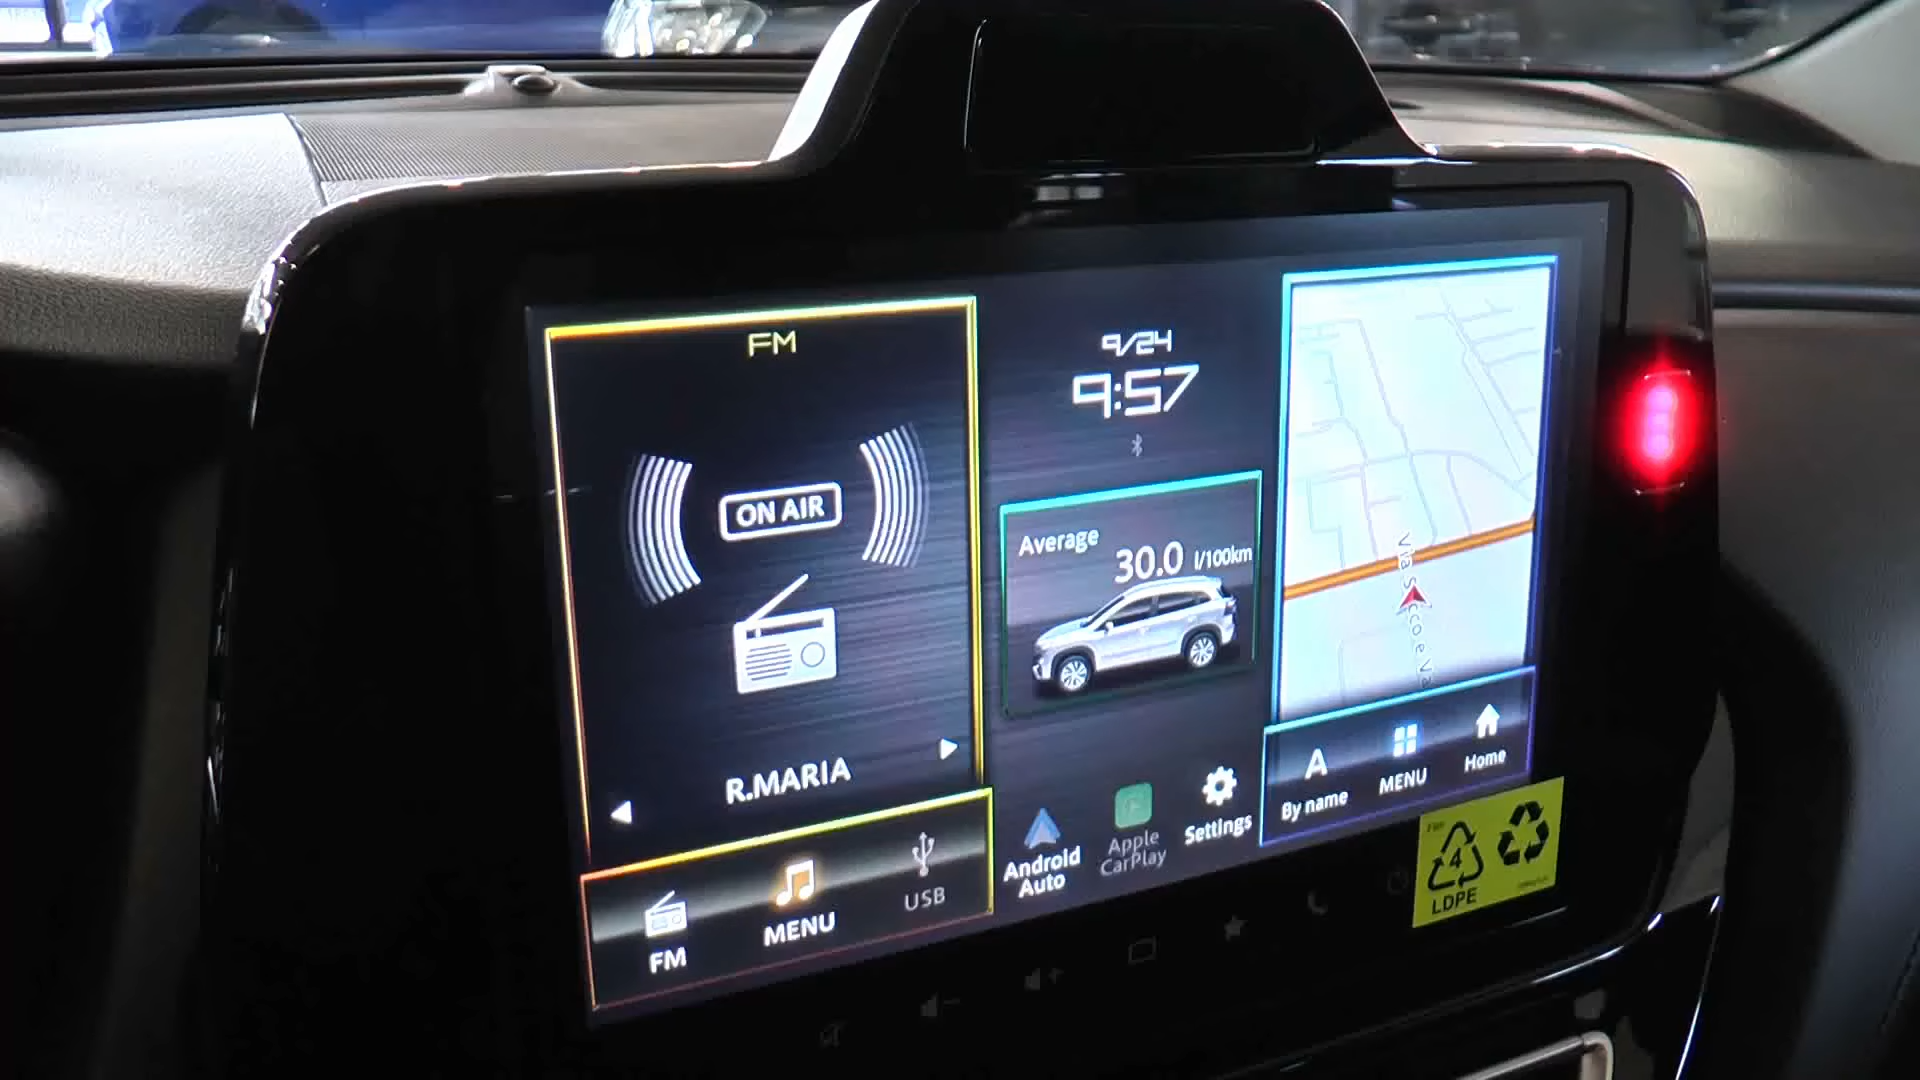 FM
ON AIR
R.MARIA
FM
MENU
USB
9/24
9:57
Average
30.0 l/100km
Android
Auto
Apple
CarPlay
Settings
By name
MENU
Home
4
LDPE